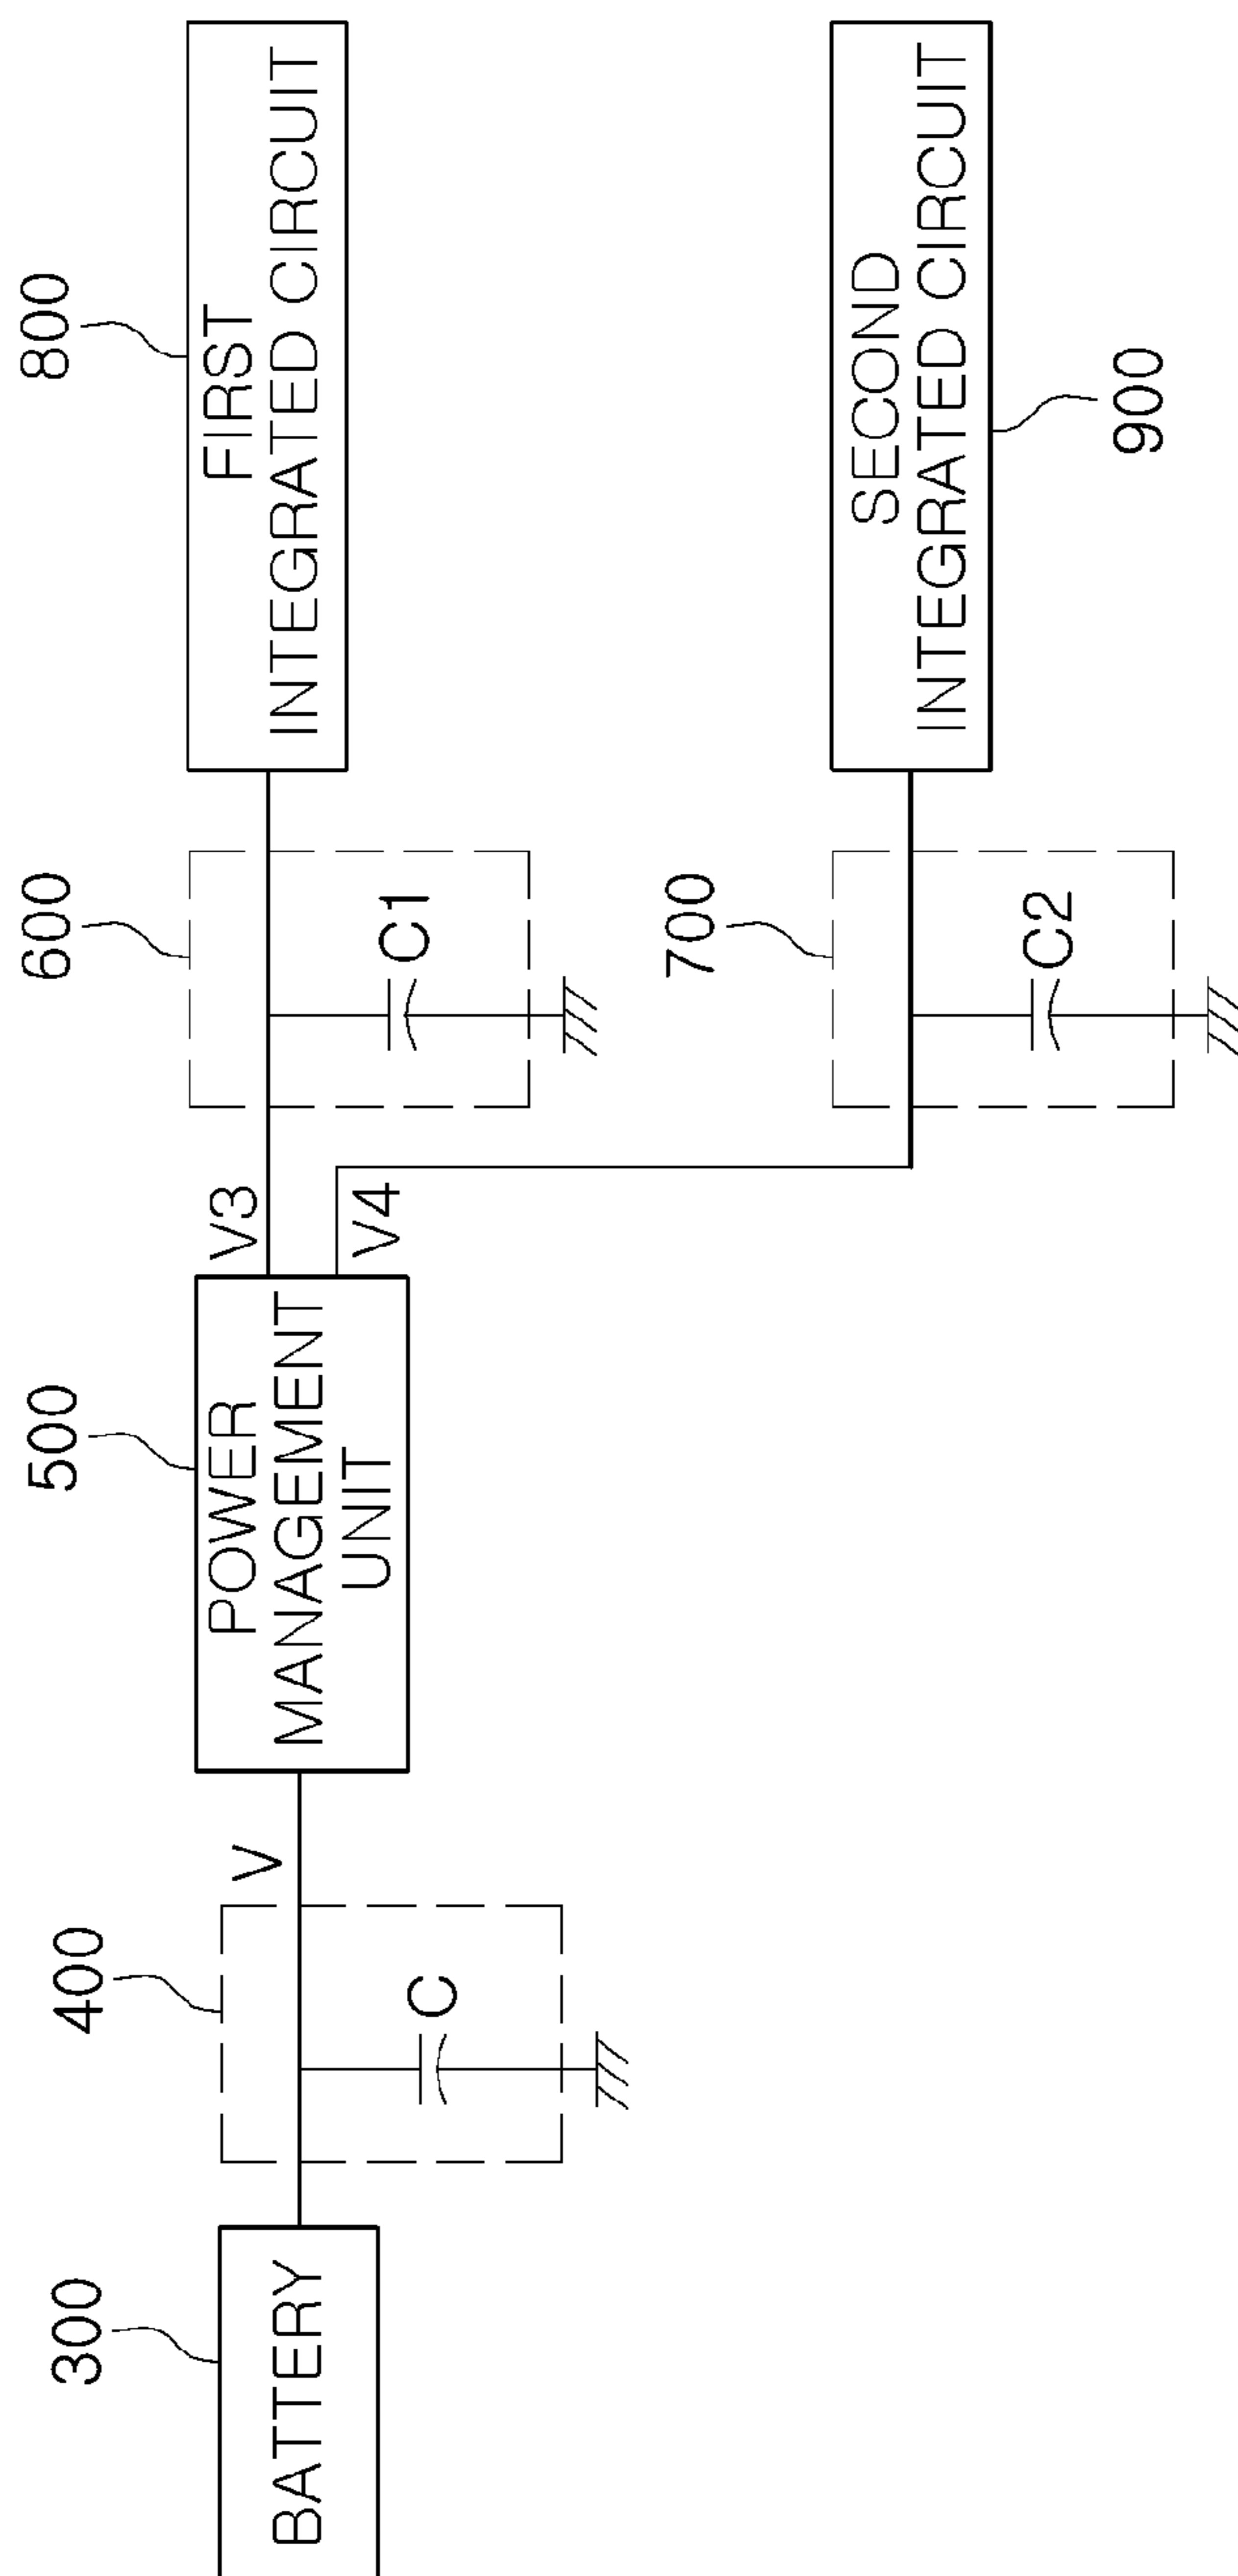 300
BATTERY
400
C
V
500
POWER
MANAGEMENT
UNIT
V3
V4
600
C1
700
C2
800
FIRST
INTEGRATED CIRCUIT
SECOND
INTEGRATED CIRCUIT
900